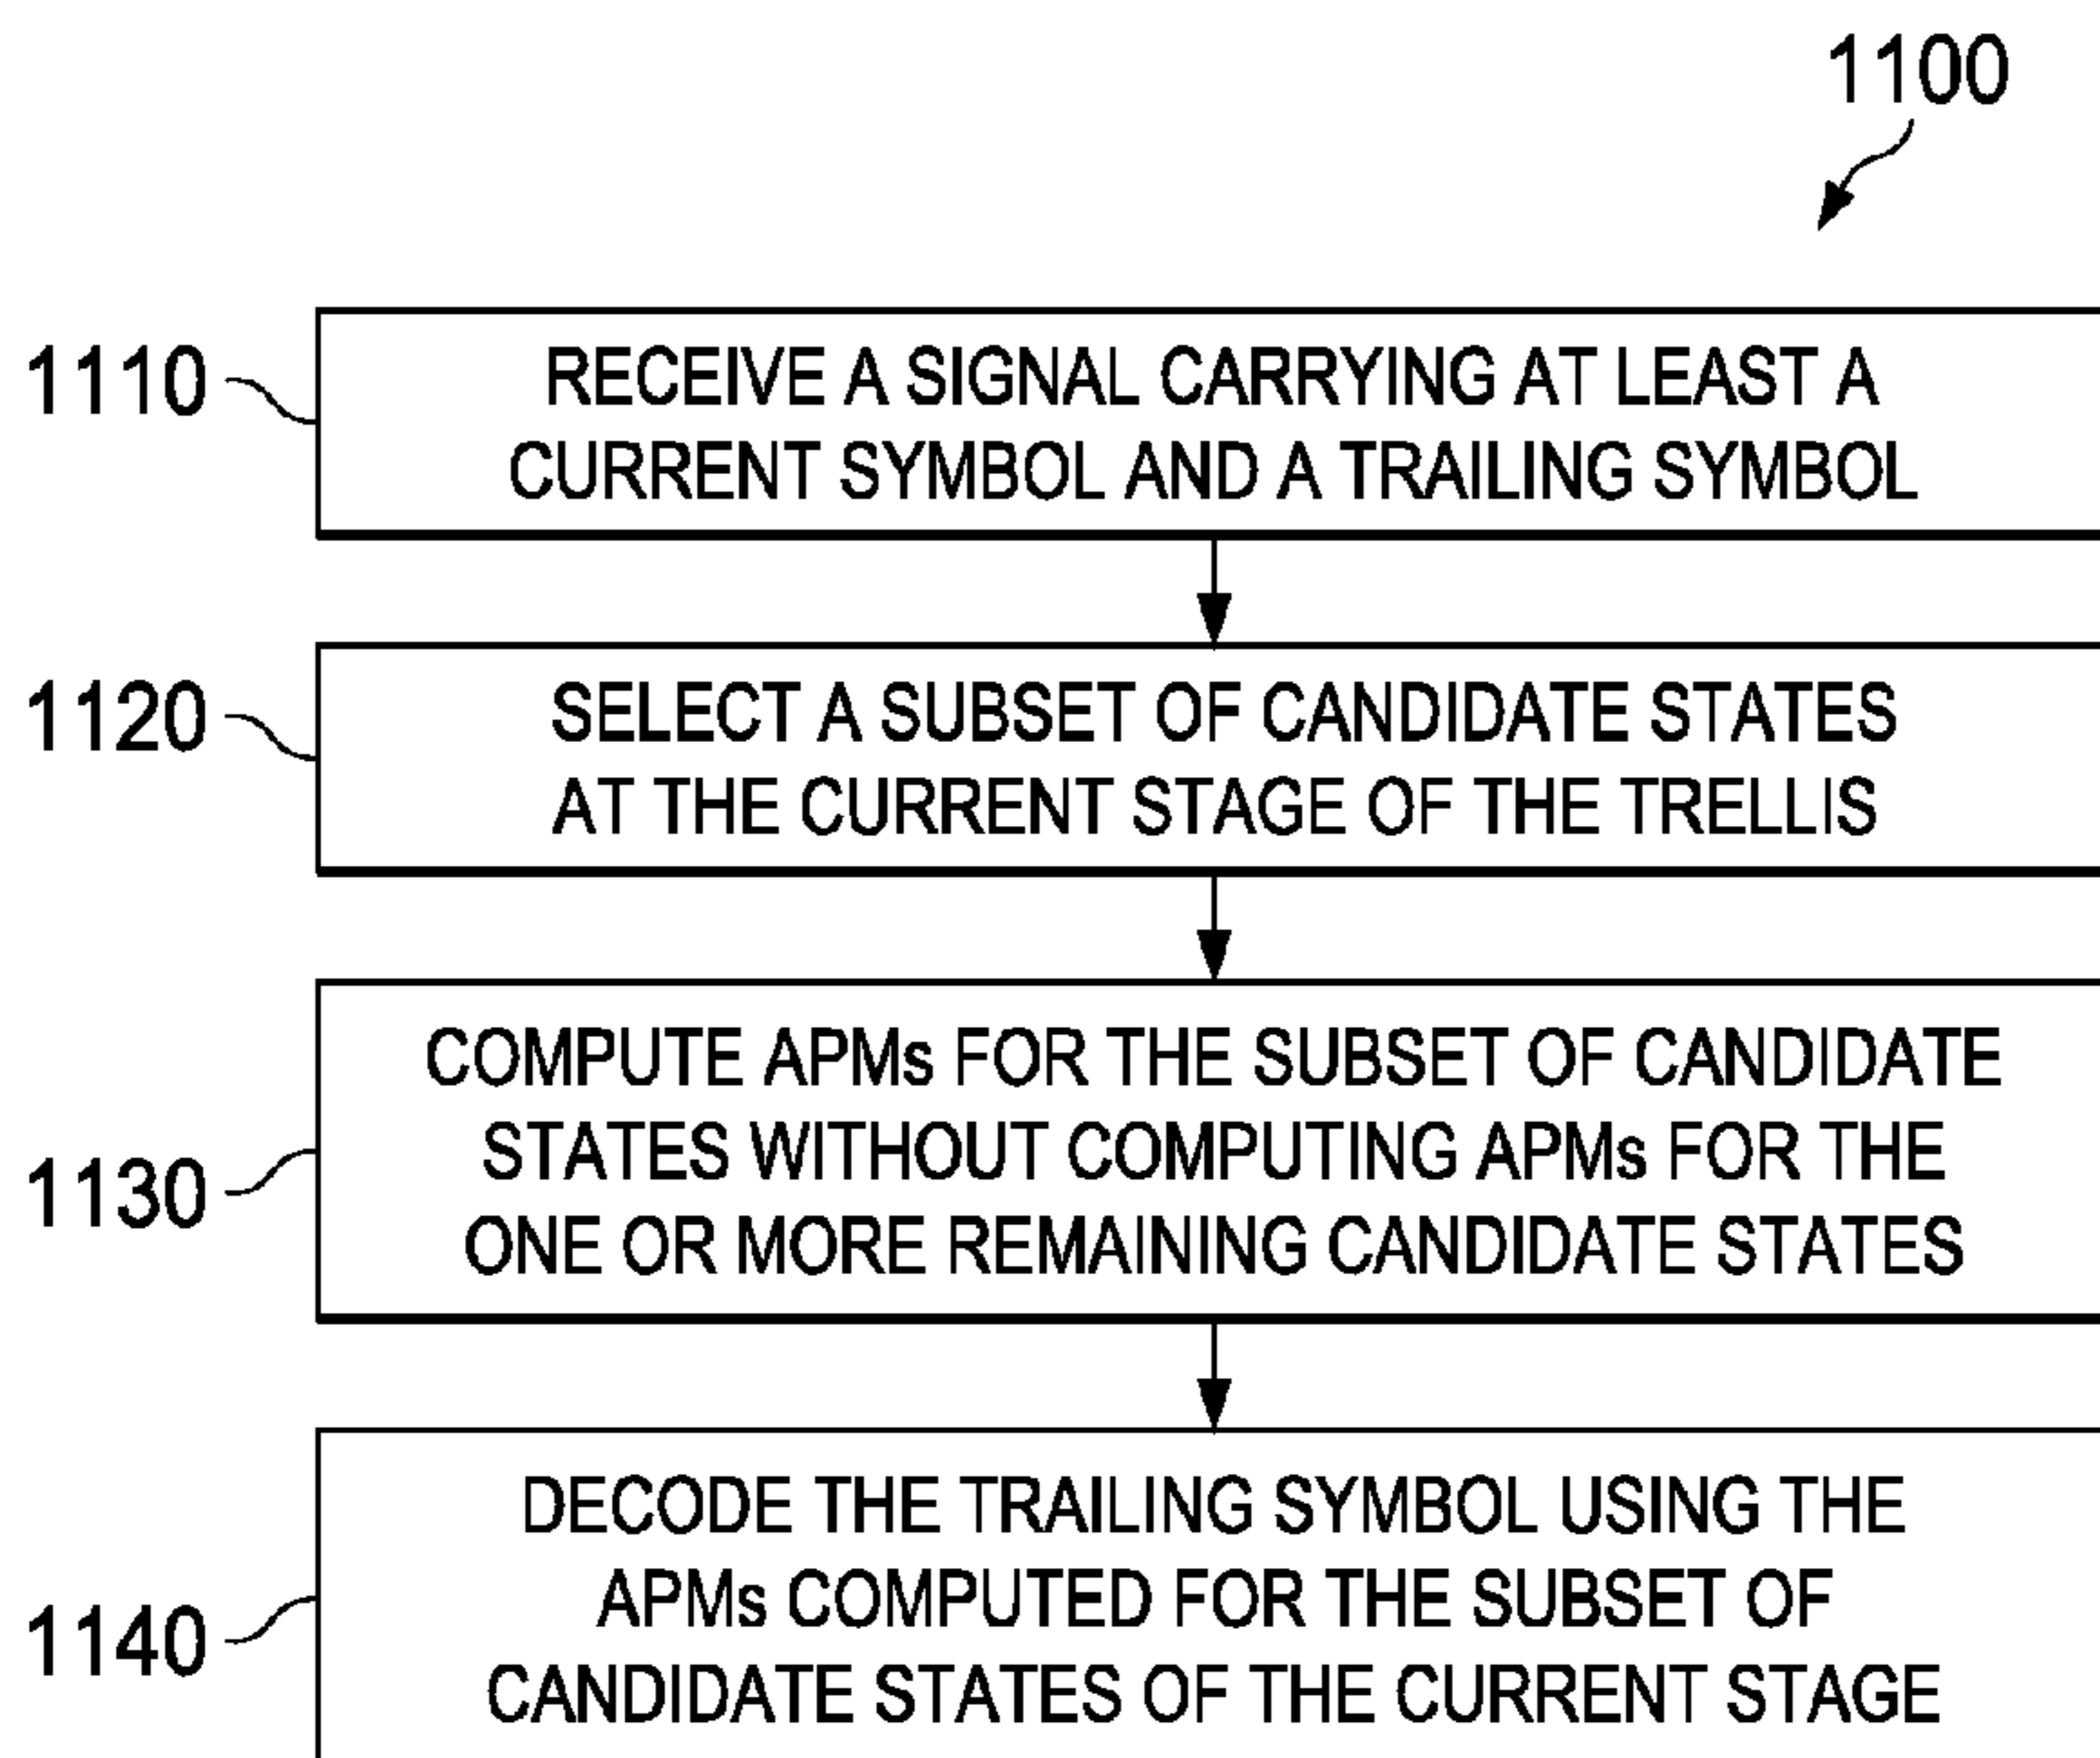 1100
1110
RECEIVE A SIGNAL CARRYING AT LEAST A
CURRENT SYMBOL AND A TRAILING SYMBOL
1120
SELECT A SUBSET OF CANDIDATE STATES
AT THE CURRENT STAGE OF THE TRELLIS
1130
COMPUTE APMs FOR THE SUBSET OF CANDIDATE
STATES WITHOUT COMPUTING APMs FOR THE
ONE OR MORE REMAINING CANDIDATE STATES
1140
DECODE THE TRAILING SYMBOL USING THE
APMs COMPUTED FOR THE SUBSET OF
CANDIDATE STATES OF THE CURRENT STAGE